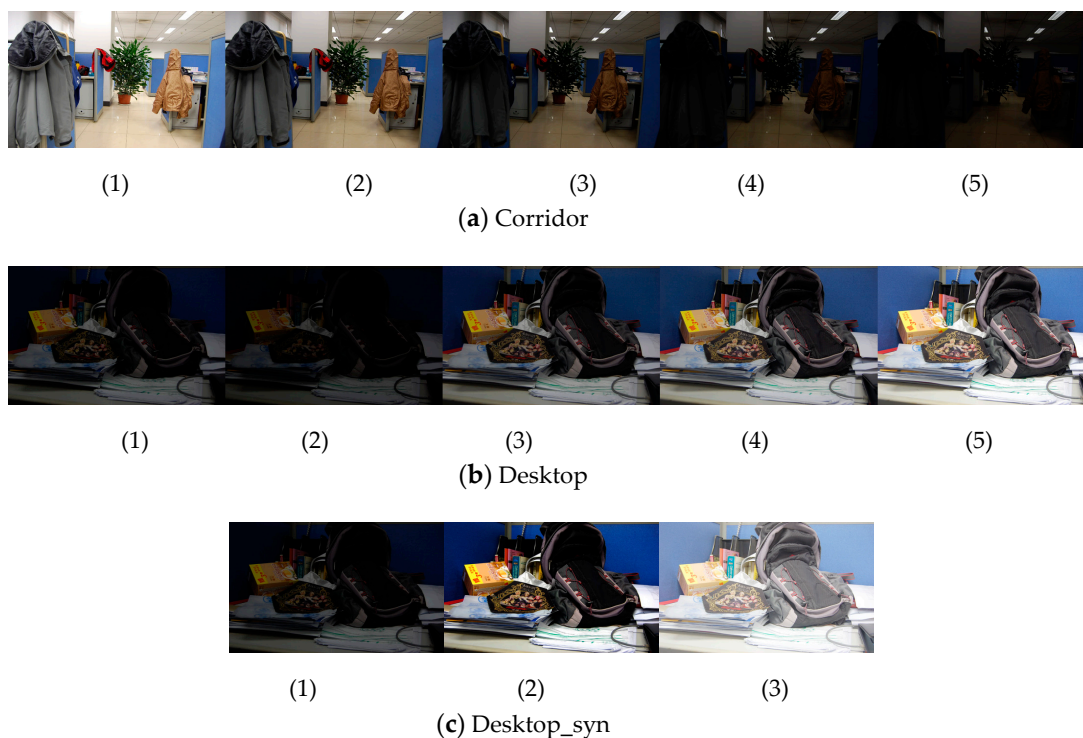 (1) (2) (3) (4) (5)
(a) Corridor
(1) (2) (3) (4) (5)
(b) Desktop
(1) (2) (3)
(c) Desktop_syn